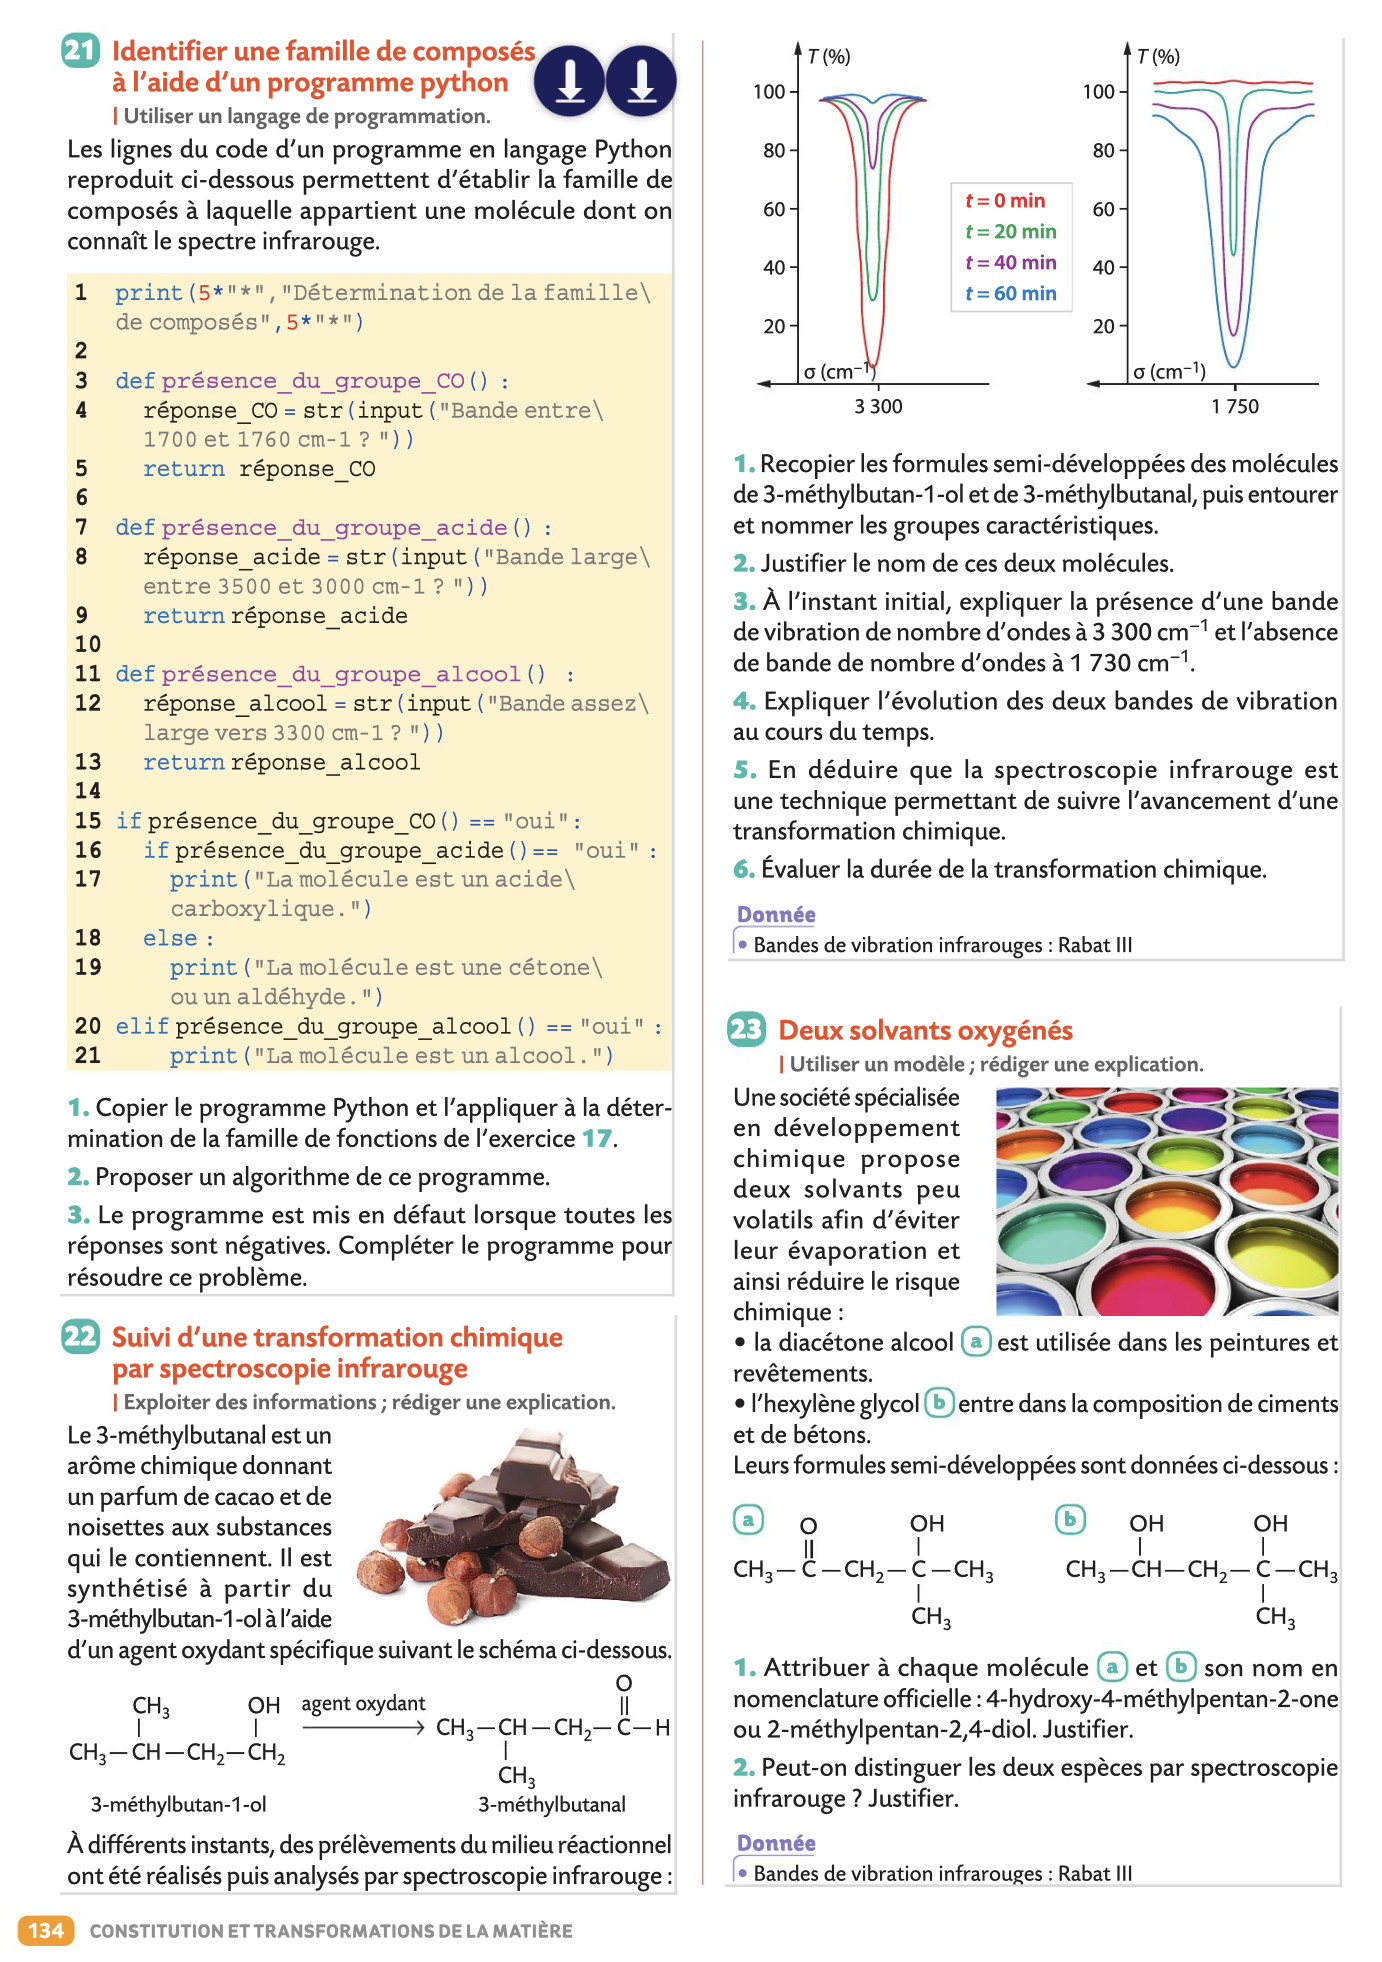 21 Identifier une famille de composés
à l'aide d'un programme python
| Utiliser un langage de programmation.
Les lignes du code d'un programme en langage Python
reproduit ci-dessous permettent d'établir la famille de
composés à laquelle appartient une molécule dont on
connaît le spectre infrarouge.
1 print(5*"*","Détermination de la famille\
de composés",5*"*")
2
3 def présence_du_groupe_CO() :
4 réponse_CO = str(input("Bande entre\
1700 et 1760 cm-1 ? "))
5 return réponse_CO
6
7 def présence_du_groupe_acide() :
8 réponse_acide = str(input("Bande large\
entre 3500 et 3000 cm-1 ? "))
9 return réponse_acide
10
11 def présence_du_groupe_alcool() :
12 réponse_alcool = str(input("Bande assez\
large vers 3300 cm-1 ? "))
13 return réponse_alcool
14
15 if présence_du_groupe_CO() == "oui":
16 if présence_du_groupe_acide()== "oui" :
17 print("La molécule est un acide\
carboxylique.")
18 else :
19 print("La molécule est une cétone\
ou un aldéhyde.")
20 elif présence_du_groupe_alcool() == "oui" :
21 print("La molécule est un alcool.")
1. Copier le programme Python et l'appliquer à la déter-
mination de la famille de fonctions de l'exercice 17.
2. Proposer un algorithme de ce programme.
3. Le programme est mis en défaut lorsque toutes les
réponses sont négatives. Compléter le programme pour
résoudre ce problème.
22 Suivi d'une transformation chimique
par spectroscopie infrarouge
| Exploiter des informations ; rédiger une explication.
Le 3-méthylbutanal est un
arôme chimique donnant
un parfum de cacao et de
noisettes aux substances
qui le contiennent. Il est
synthétisé à partir du
3-méthylbutan-1-ol à l'aide
d'un agent oxydant spécifique suivant le schéma ci-dessous.
CH₃ OH agent oxydant O
CH₃—CH—CH₂—CH₂ CH₃—CH—CH₂—C—H
CH₃
3-méthylbutan-1-ol 3-méthylbutanal
À différents instants, des prélèvements du milieu réactionnel
ont été réalisés puis analysés par spectroscopie infrarouge :
T (%)
100
80
60
40
20
σ (cm⁻¹)
3 300
t = 0 min
t = 20 min
t = 40 min
t = 60 min
T (%)
100
80
60
40
20
σ (cm⁻¹)
1 750
1. Recopier les formules semi-développées des molécules
de 3-méthylbutan-1-ol et de 3-méthylbutanal, puis entourer
et nommer les groupes caractéristiques.
2. Justifier le nom de ces deux molécules.
3. À l'instant initial, expliquer la présence d'une bande
de vibration de nombre d'ondes à 3 300 cm⁻¹ et l'absence
de bande de nombre d'ondes à 1 730 cm⁻¹.
4. Expliquer l'évolution des deux bandes de vibration
au cours du temps.
5. En déduire que la spectroscopie infrarouge est
une technique permettant de suivre l'avancement d'une
transformation chimique.
6. Évaluer la durée de la transformation chimique.
Donnée
• Bandes de vibration infrarouges : Rabat III
23 Deux solvants oxygénés
| Utiliser un modèle ; rédiger une explication.
Une société spécialisée
en développement
chimique propose
deux solvants peu
volatils afin d'éviter
leur évaporation et
ainsi réduire le risque
chimique :
• la diacétone alcool a est utilisée dans les peintures et
revêtements.
• l'hexylène glycol b entre dans la composition de ciments
et de bétons.
Leurs formules semi-développées sont données ci-dessous :
a O OH
CH₃—C—CH₂—C—CH₃
CH₃
b OH OH
CH₃—CH—CH₂—C—CH₃
CH₃
1. Attribuer à chaque molécule a et b son nom en
nomenclature officielle : 4-hydroxy-4-méthylpentan-2-one
ou 2-méthylpentan-2,4-diol. Justifier.
2. Peut-on distinguer les deux espèces par spectroscopie
infrarouge ? Justifier.
Donnée
• Bandes de vibration infrarouges : Rabat III
134 CONSTITUTION ET TRANSFORMATIONS DE LA MATIÈRE